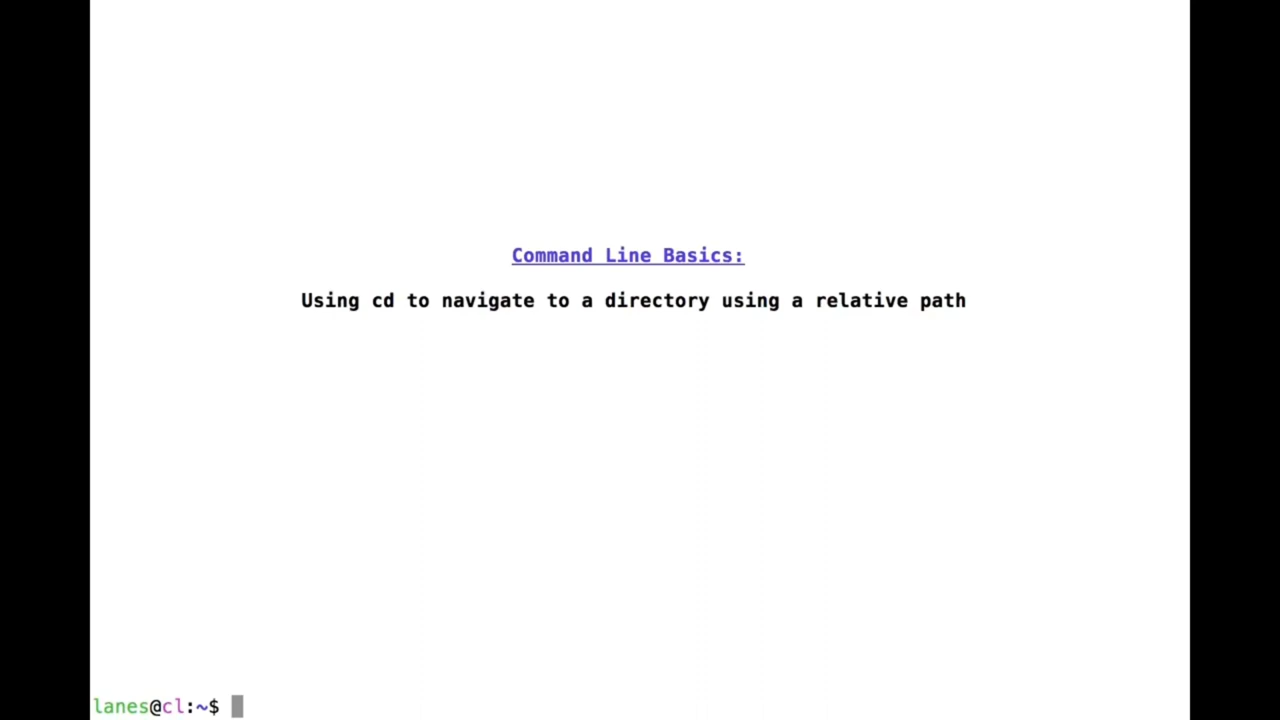 Command Line Basics:
Using cd to navigate to a directory using a relative path
lanes@cl:~$